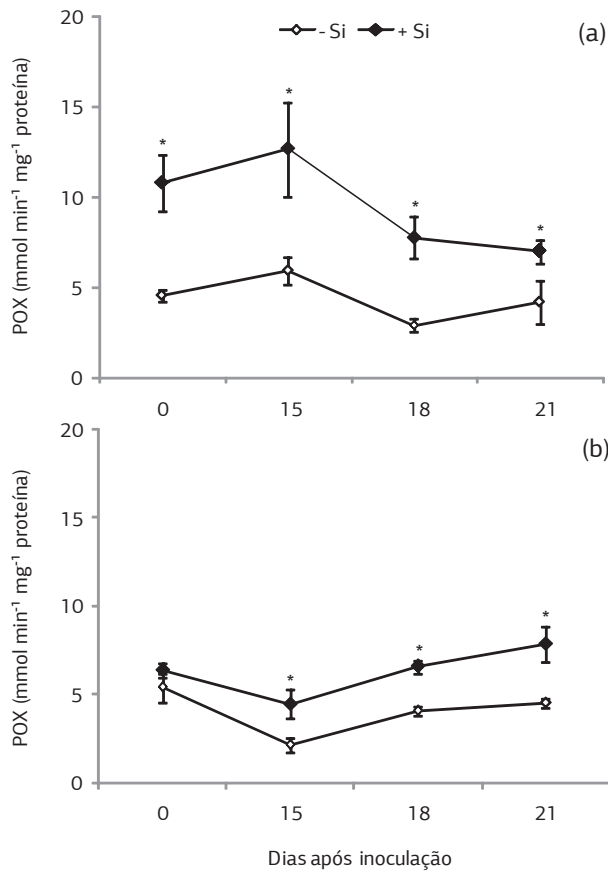 20
- Si + Si (a)
*
*
15
*
10
*
5
0
POX (mmol min⁻¹ mg⁻¹ proteína)
0 15 18 21
20
(b)
15
10
*
*
*
5
0
POX (mmol min⁻¹ mg⁻¹ proteína)
0 15 18 21
Dias após inoculação